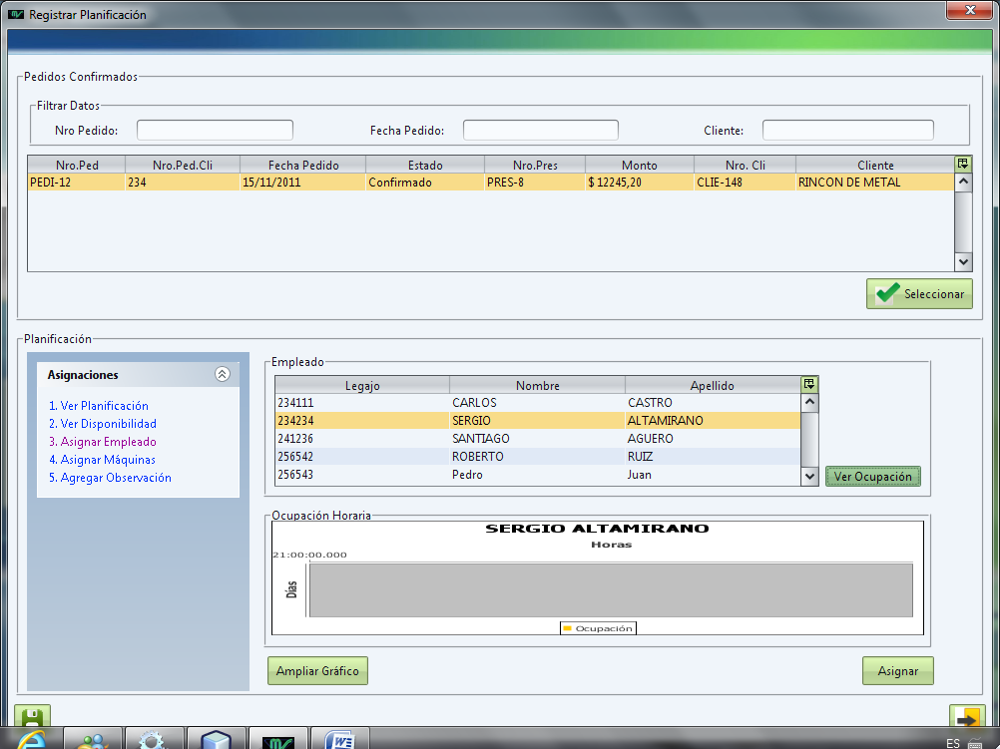 Registrar Planificación
Pedidos Confirmados
Filtrar Datos
Nro Pedido: Fecha Pedido: Cliente:
Nro.Ped Nro.Ped.Cli Fecha Pedido Estado Nro.Pres Monto Nro. Cli Cliente
PEDI-12 234 15/11/2011 Confirmado PRES-8 $ 12245,20 CLIE-148 RINCON DE METAL
Seleccionar
Planificación
Asignaciones
1. Ver Planificación
2. Ver Disponibilidad
3. Asignar Empleado
4. Asignar Máquinas
5. Agregar Observación
Empleado
Legajo Nombre Apellido
234111 CARLOS CASTRO
234234 SERGIO ALTAMIRANO
241236 SANTIAGO AGUERO
256542 ROBERTO RUIZ
256543 Pedro Juan
Ver Ocupación
Ocupación Horaria
SERGIO ALTAMIRANO
Horas
21:00:00.000
Días
Ocupación
Ampliar Gráfico
Asignar
ES